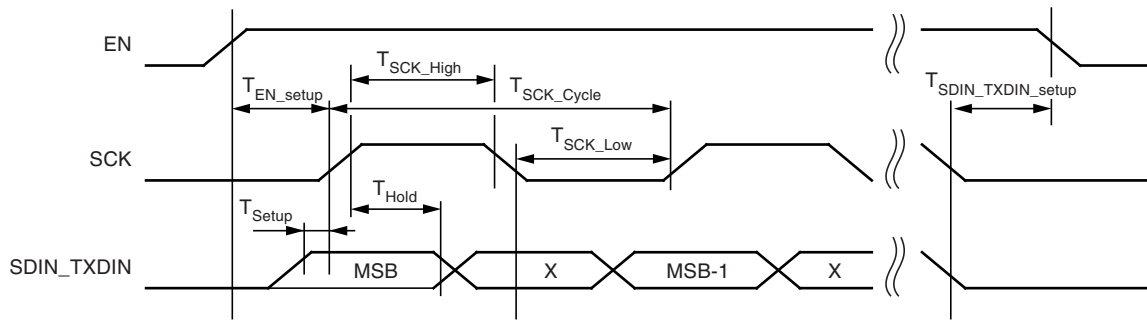 EN
T_SCK_High
T_EN_setup
T_SCK_Cycle
T_SDIN_TXDIN_setup
SCK
T_SCK_Low
T_Hold
T_Setup
SDIN_TXDIN
MSB
X
MSB-1
X